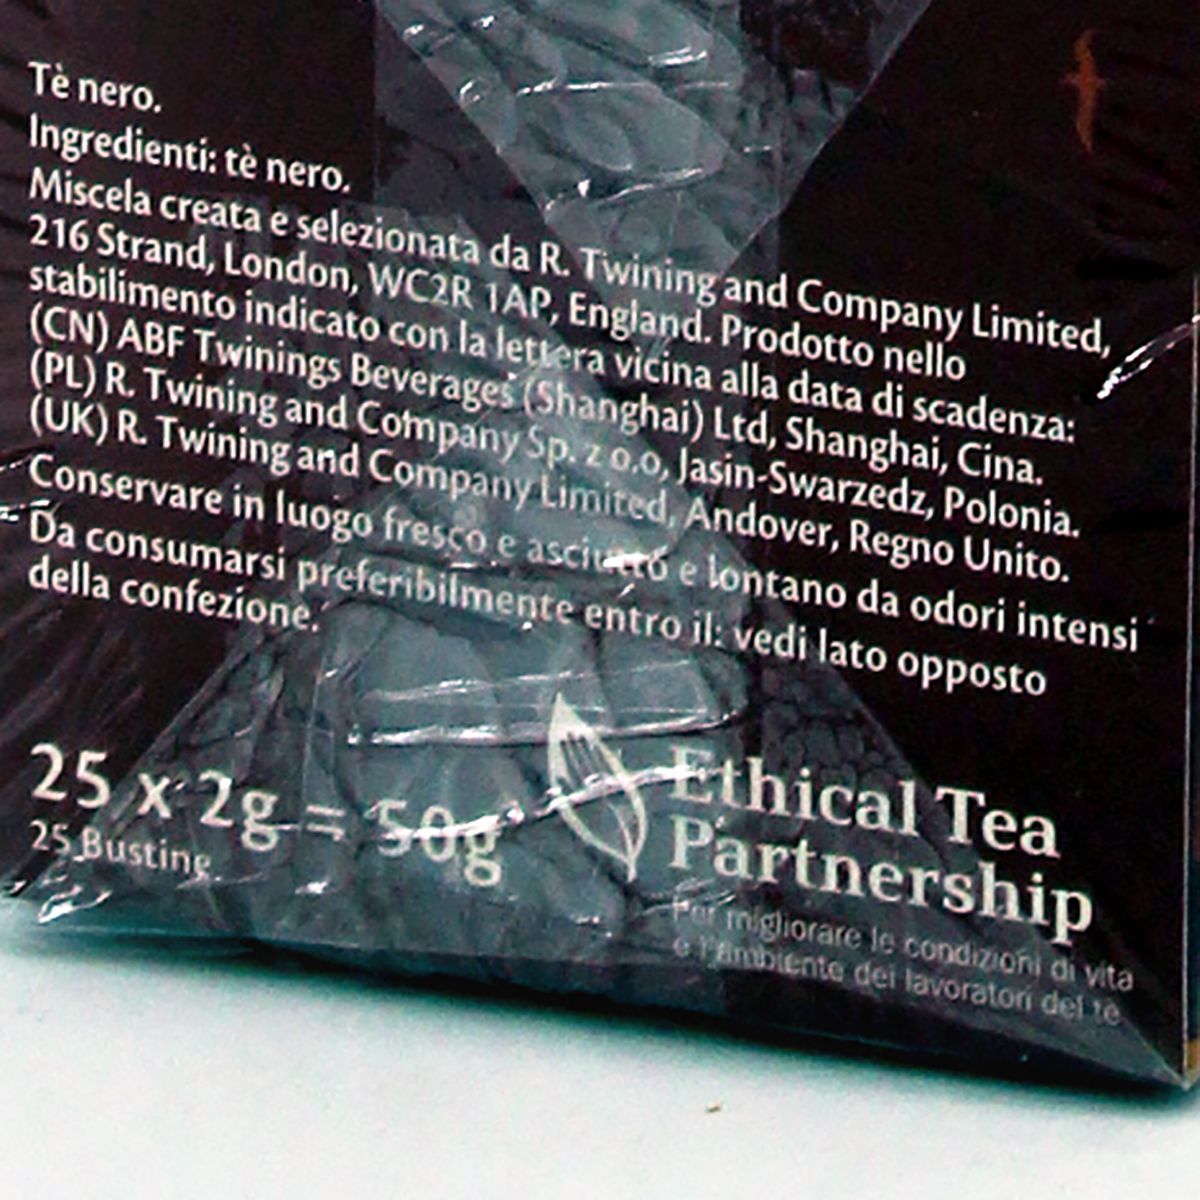 Tè nero.
Ingredienti: tè nero.
Miscela creata e selezionata da R. Twining and Company Limited,
216 Strand, London, WC2R 1AP, England. Prodotto nello
stabilimento indicato con la lettera vicina alla data di scadenza:
(CN) ABF Twinings Beverages (Shanghai) Ltd, Shanghai, Cina.
(PL) R. Twining and Company Sp. z o.o, Jasin-Swarzedz, Polonia.
(UK) R. Twining and Company Limited, Andover, Regno Unito.
Conservare in luogo fresco e asciutto e lontano da odori intensi
Da consumarsi preferibilmente entro il: vedi lato opposto
della confezione.
25 x 2g = 50g
25 Bustine
Ethical Tea
Partnership
Per migliorare le condizioni di vita
e l'ambiente dei lavoratori del tè